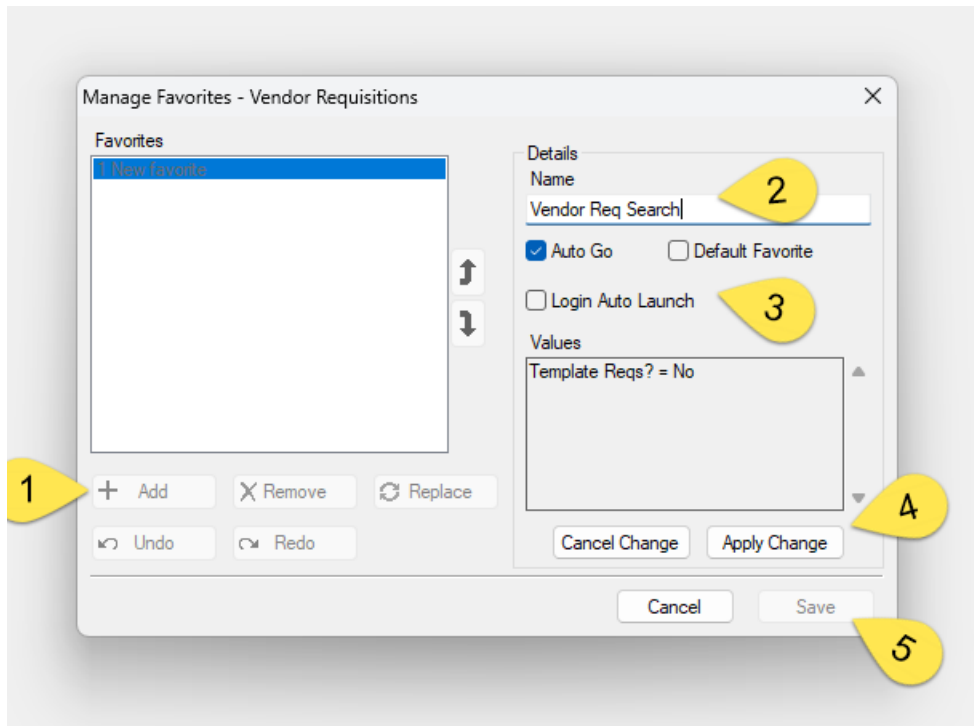 Manage Favorites - Vendor Requisitions
Favorites
1 New favorite
Details
Name
Vendor Req Search
2
Auto Go
Default Favorite
Login Auto Launch
3
Values
Template Reqs? = No
1
Add
Remove
Replace
4
Undo
Redo
Cancel Change
Apply Change
Cancel
Save
5